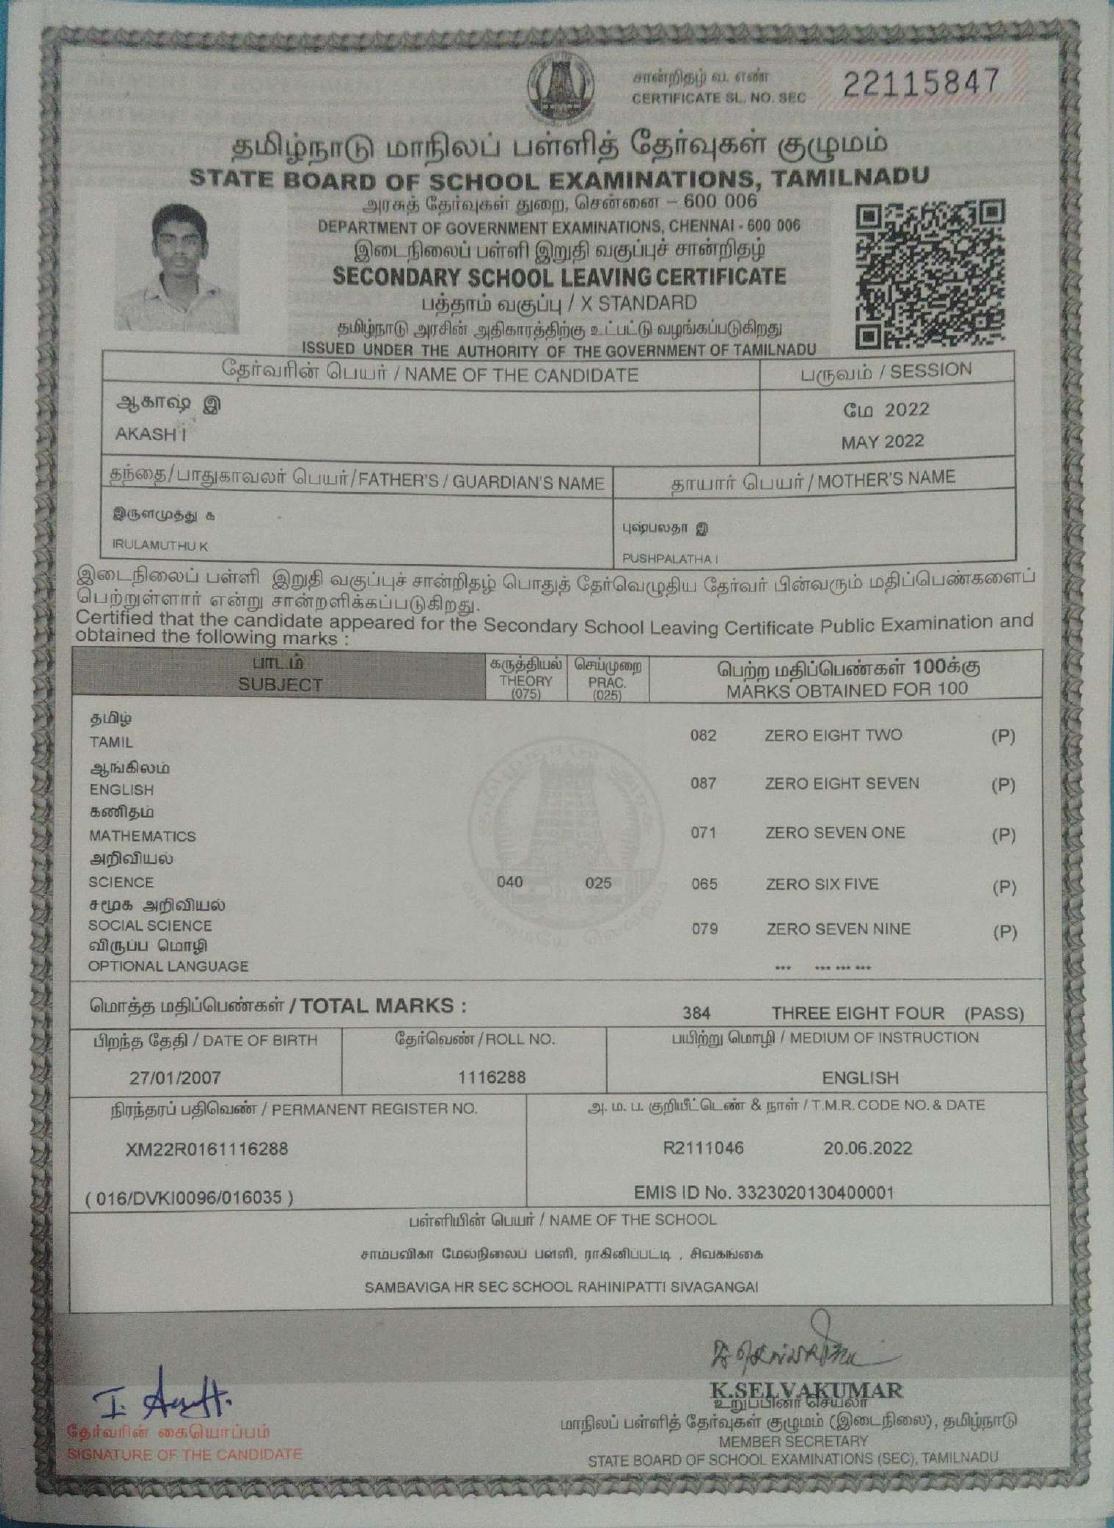 சான்றிதழ் வ. எண்
CERTIFICATE SL. NO. SEC
22115847
தமிழ்நாடு மாநிலப் பள்ளித் தேர்வுகள் குழுமம்
STATE BOARD OF SCHOOL EXAMINATIONS, TAMILNADU
அரசுத் தேர்வுகள் துறை, சென்னை – 600 006
DEPARTMENT OF GOVERNMENT EXAMINATIONS, CHENNAI - 600 006
இடைநிலைப் பள்ளி இறுதி வகுப்புச் சான்றிதழ்
SECONDARY SCHOOL LEAVING CERTIFICATE
பத்தாம் வகுப்பு / X STANDARD
தமிழ்நாடு அரசின் அதிகாரத்திற்கு உட்பட்டு வழங்கப்படுகிறது
ISSUED UNDER THE AUTHORITY OF THE GOVERNMENT OF TAMILNADU
தேர்வரின் பெயர் / NAME OF THE CANDIDATE
பருவம் / SESSION
ஆகாஷ் இ
AKASH I
மே 2022
MAY 2022
தந்தை/பாதுகாவலர் பெயர்/FATHER'S / GUARDIAN'S NAME
தாயார் பெயர் / MOTHER'S NAME
இருளமுத்து க
IRULAMUTHU K
புஷ்பலதா இ
PUSHPALATHA I
இடைநிலைப் பள்ளி இறுதி வகுப்புச் சான்றிதழ் பொதுத் தேர்வெழுதிய தேர்வர் பின்வரும் மதிப்பெண்களைப்
பெற்றுள்ளார் என்று சான்றளிக்கப்படுகிறது.
Certified that the candidate appeared for the Secondary School Leaving Certificate Public Examination and
obtained the following marks :
பாடம்
SUBJECT
கருத்தியல்
THEORY
(075)
செய்முறை
PRAC.
(025)
பெற்ற மதிப்பெண்கள் 100க்கு
MARKS OBTAINED FOR 100
தமிழ்
TAMIL 082 ZERO EIGHT TWO (P)
ஆங்கிலம்
ENGLISH 087 ZERO EIGHT SEVEN (P)
கணிதம்
MATHEMATICS 071 ZERO SEVEN ONE (P)
அறிவியல்
SCIENCE 040 025 065 ZERO SIX FIVE (P)
சமூக அறிவியல்
SOCIAL SCIENCE 079 ZERO SEVEN NINE (P)
விருப்ப மொழி
OPTIONAL LANGUAGE *** *** *** ***
மொத்த மதிப்பெண்கள் / TOTAL MARKS : 384 THREE EIGHT FOUR (PASS)
பிறந்த தேதி / DATE OF BIRTH
தேர்வெண் / ROLL NO.
பயிற்று மொழி / MEDIUM OF INSTRUCTION
27/01/2007
1116288
ENGLISH
நிரந்தரப் பதிவெண் / PERMANENT REGISTER NO.
அ. ம. ப. குறியீட்டெண் & நாள் / T.M.R. CODE NO. & DATE
XM22R0161116288
R2111046 20.06.2022
( 016/DVKI0096/016035 )
EMIS ID No. 3323020130400001
பள்ளியின் பெயர் / NAME OF THE SCHOOL
சாம்பவிகா மேல்நிலைப் பள்ளி, ராகினிப்பட்டி , சிவகங்கை
SAMBAVIGA HR SEC SCHOOL RAHINIPATTI SIVAGANGAI
தேர்வரின் கையொப்பம்
SIGNATURE OF THE CANDIDATE
K.SELVAKUMAR
உறுப்பினர் செயலர்
மாநிலப் பள்ளித் தேர்வுகள் குழுமம் (இடைநிலை), தமிழ்நாடு
MEMBER SECRETARY
STATE BOARD OF SCHOOL EXAMINATIONS (SEC), TAMILNADU